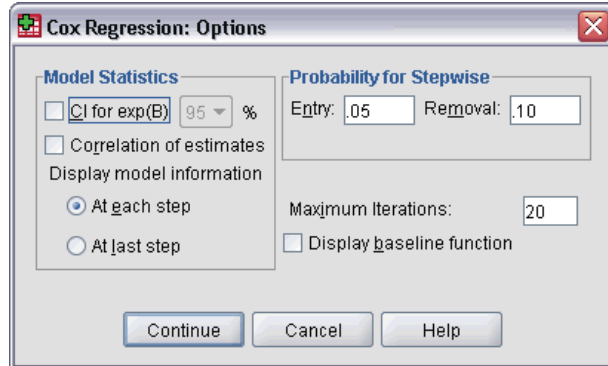 Cox Regression: Options
Model Statistics
CI for exp(B) 95 %
Correlation of estimates
Display model information
At each step
At last step
Probability for Stepwise
Entry: .05 Removal: .10
Maximum Iterations: 20
Display baseline function
Continue Cancel Help